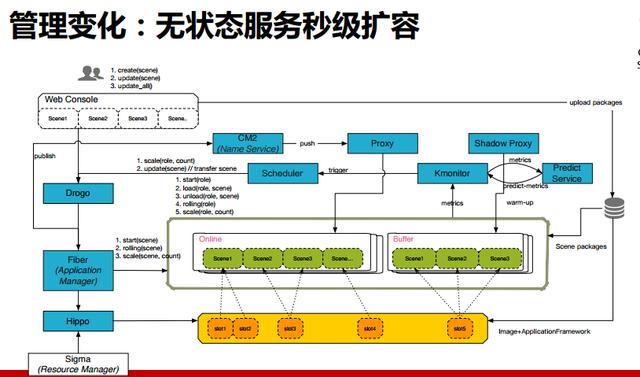 管理变化：无状态服务秒级扩容
1. create(scene)
2. update(scene)
3. update_all()
Web Console
Scene1 Scene2 Scene3 Scene..
upload packages
CM2
(Name Service)
push
Proxy
Shadow Proxy
publish
1. scale(role, count)
2. update(scene) // transfer scene
Scheduler
trigger
Kmonitor
metrics
Predict
Service
predict-metrics
Drogo
1. start(role)
2. load(role, scene)
3. unload(role, scene)
4. rolling(role)
5. scale(role, count)
metrics
warm-up
Scene packages
Fiber
(Application
Manager)
1. start(scene)
2. rolling(scene)
3. scale(scene, count)
Online
Scene1 Scene2 Scene3 Scene...
Buffer
Scene1 Scene2 Scene3
Hippo
slot1 slot2 slot3 slot4 slot5
Image+ApplicationFramework
Sigma
(Resource Manager)